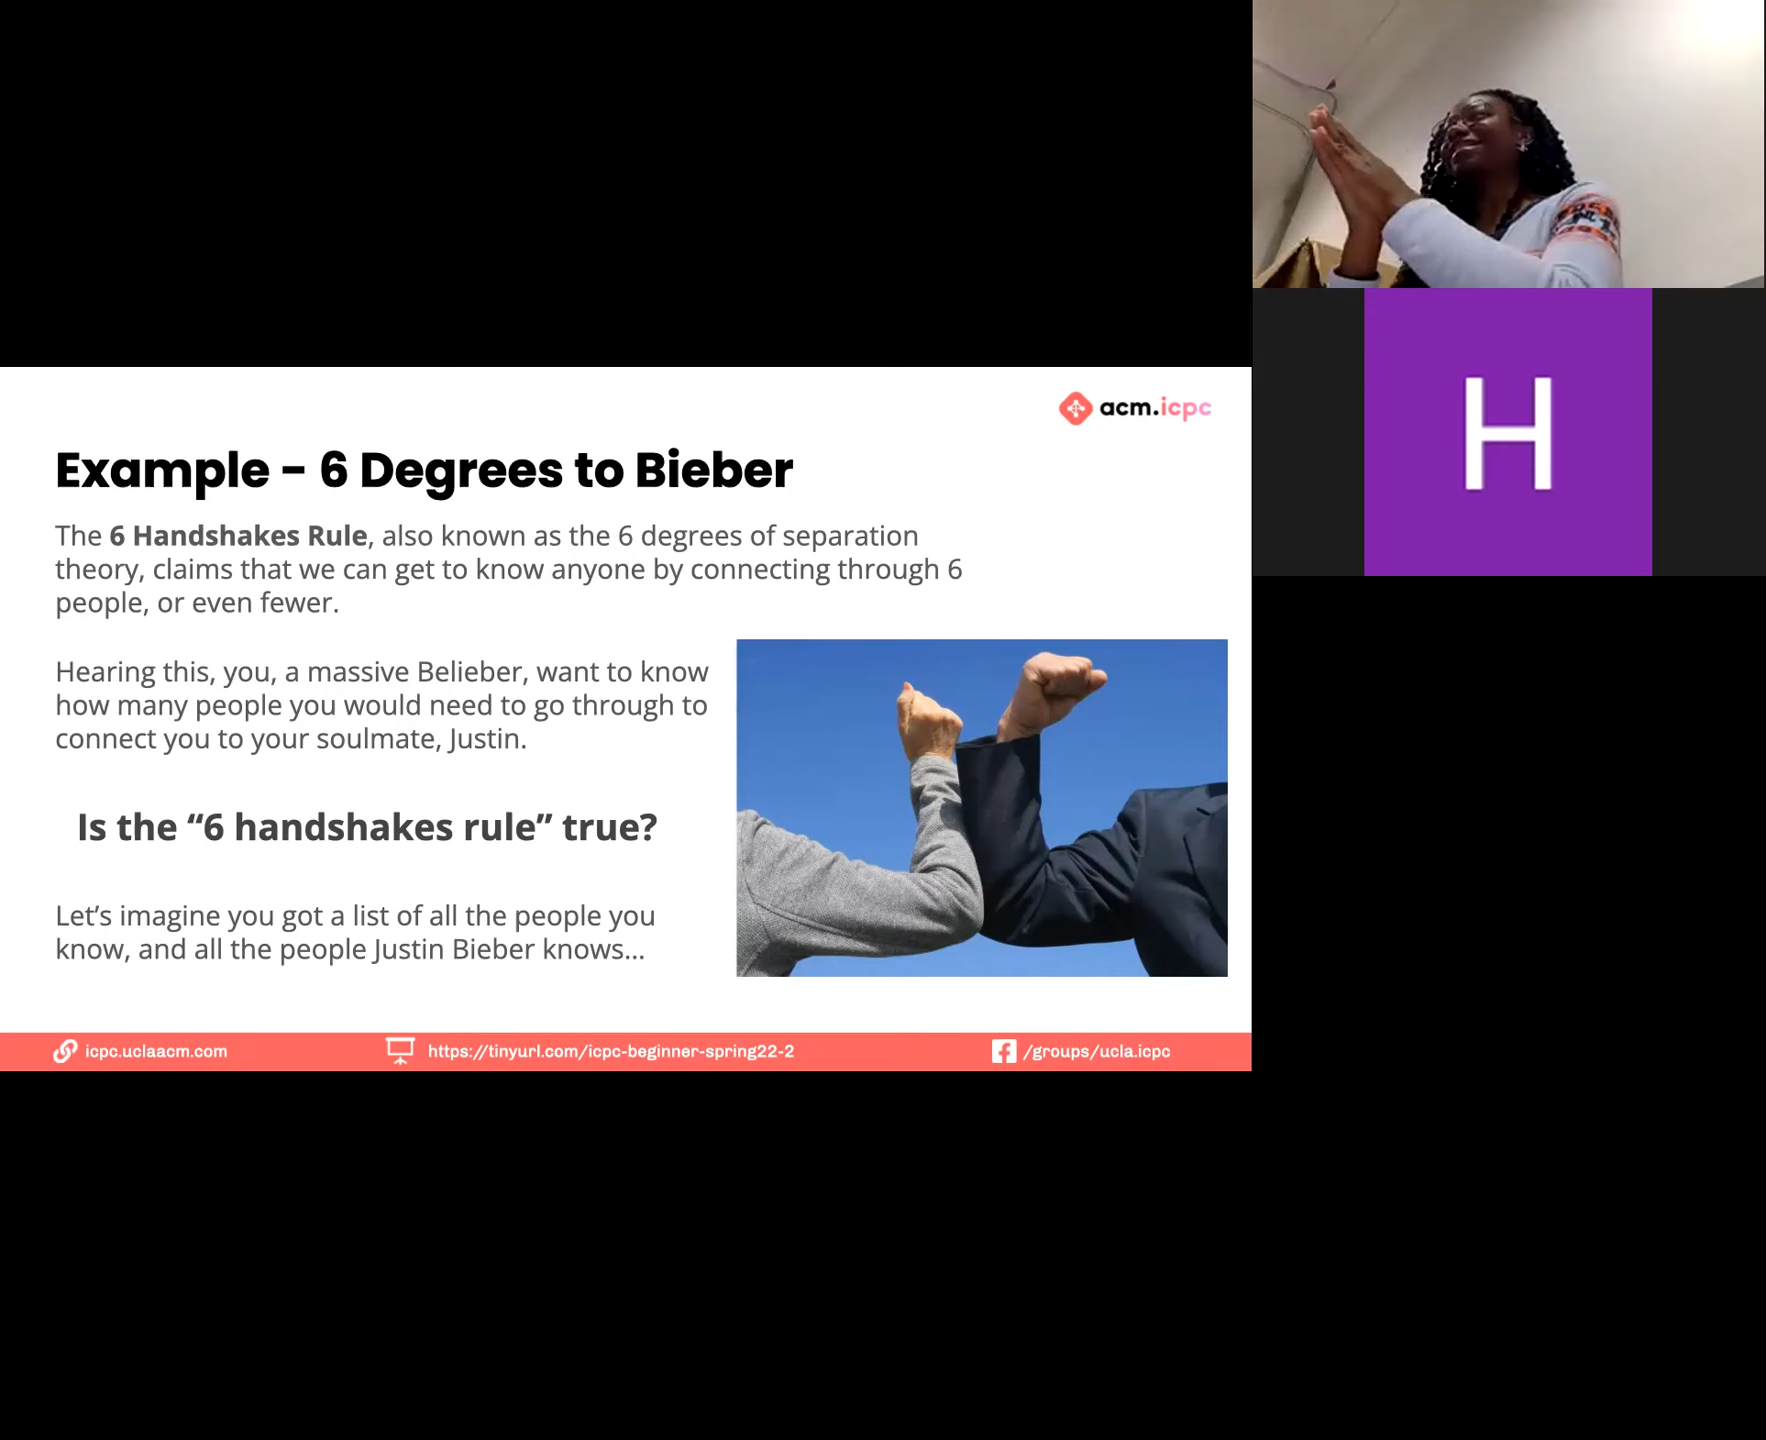 acm.icpc
Example - 6 Degrees to Bieber
The 6 Handshakes Rule, also known as the 6 degrees of separation
theory, claims that we can get to know anyone by connecting through 6
people, or even fewer.
Hearing this, you, a massive Belieber, want to know
how many people you would need to go through to
connect you to your soulmate, Justin.
Is the “6 handshakes rule” true?
Let’s imagine you got a list of all the people you
know, and all the people Justin Bieber knows...
icpc.uclaacm.com
https://tinyurl.com/icpc-beginner-spring22-2
/groups/ucla.icpc
H